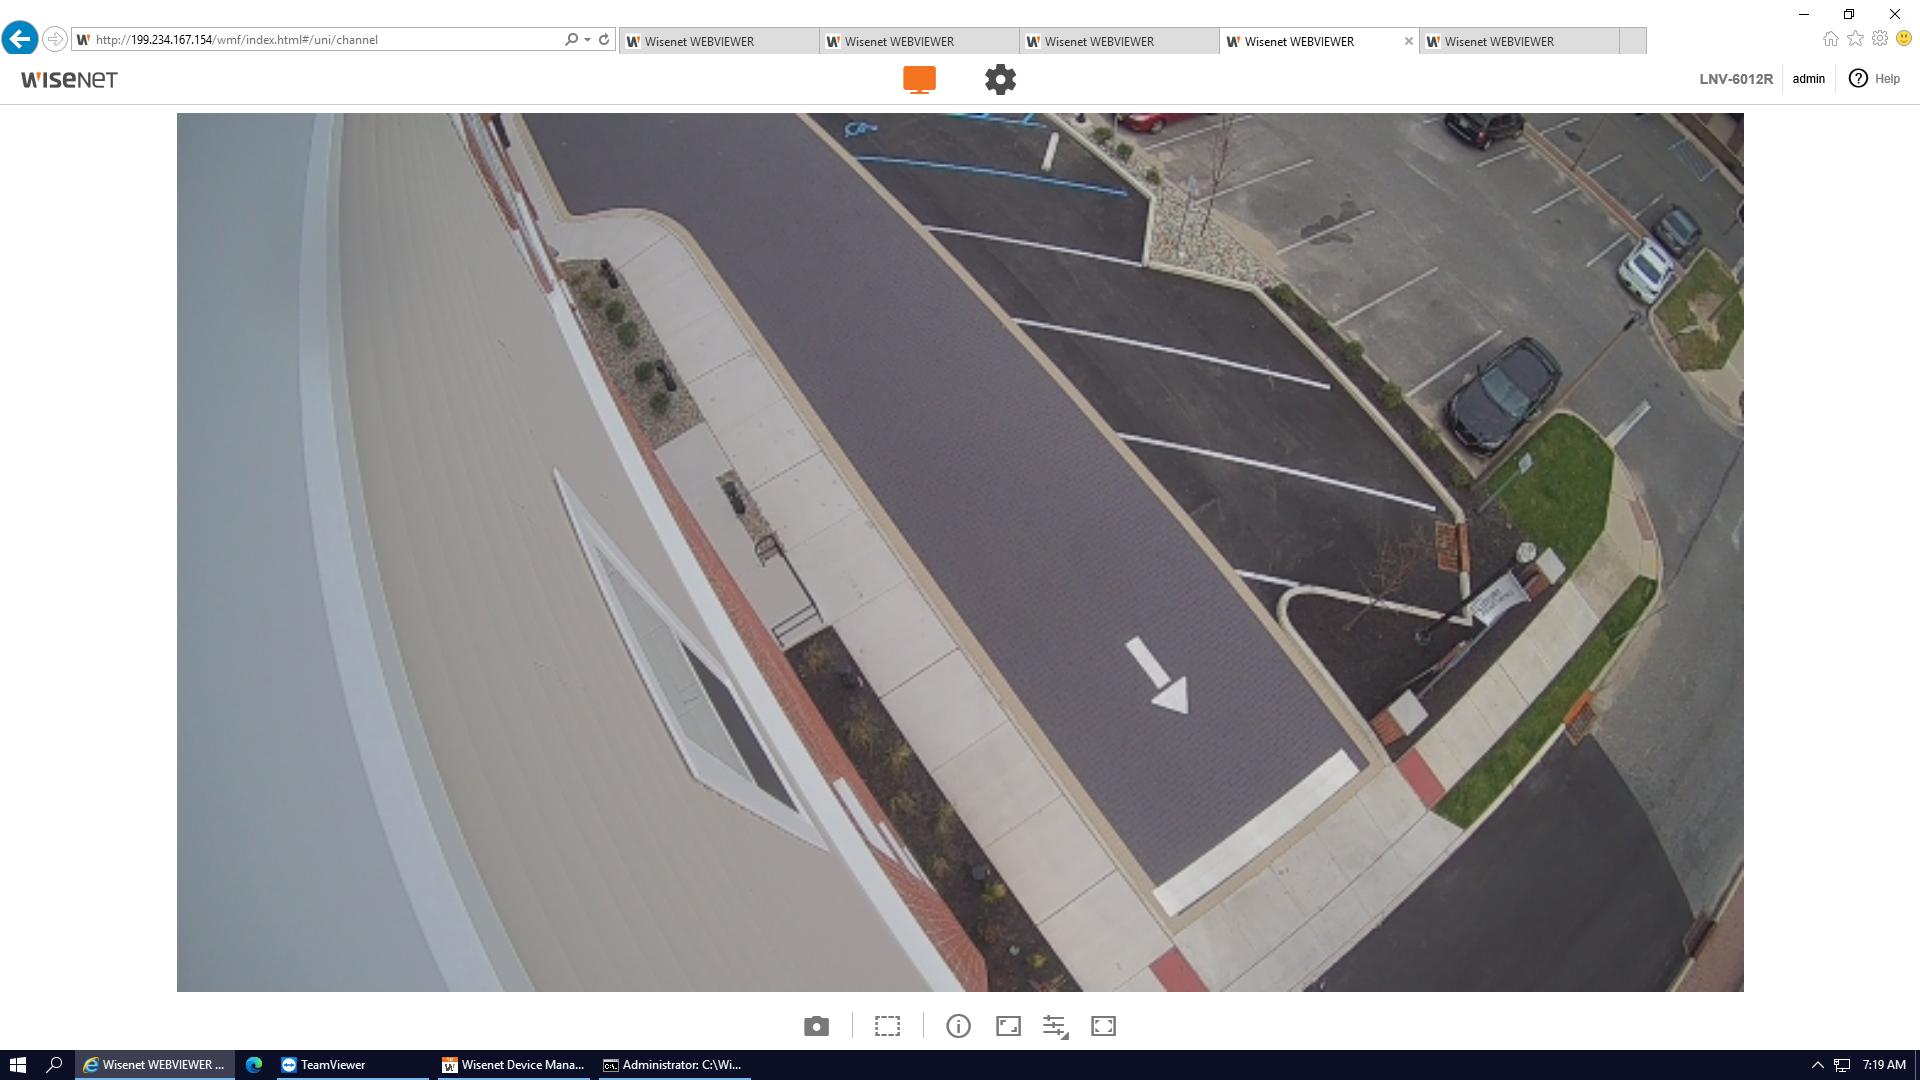 http://199.234.167.154/wmf/index.html#/uni/channel
Wisenet WEBVIEWER
Wisenet WEBVIEWER
Wisenet WEBVIEWER
Wisenet WEBVIEWER
Wisenet WEBVIEWER
WISENET
LNV-6012R
admin
Help
Wisenet WEBVIEWER ...
TeamViewer
Wisenet Device Mana...
Administrator: C:\Wi...
7:19 AM